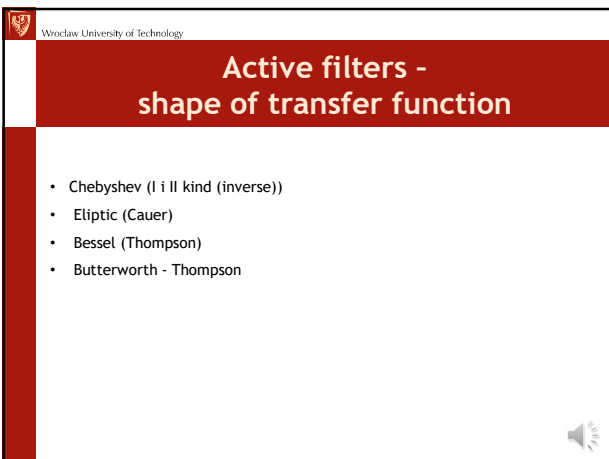 Wrocław University of Technology
Active filters –
shape of transfer function
• Chebyshev (I i II kind (inverse))
• Eliptic (Cauer)
• Bessel (Thompson)
• Butterworth - Thompson